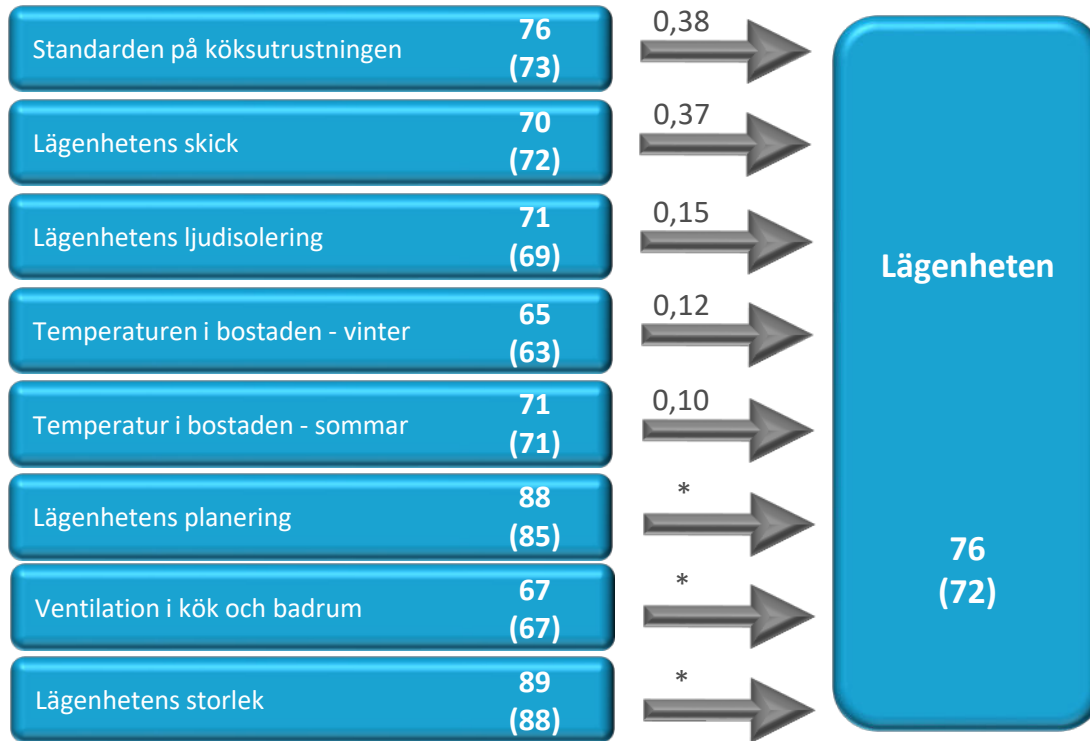 Standarden på köksutrustningen
76
(73)
0,38
Lägenhetens skick
70
(72)
0,37
Lägenhetens ljudisolering
71
(69)
0,15
Temperaturen i bostaden - vinter
65
(63)
0,12
Temperatur i bostaden - sommar
71
(71)
0,10
Lägenhetens planering
88
(85)
*
Ventilation i kök och badrum
67
(67)
*
Lägenhetens storlek
89
(88)
*
Lägenheten
76
(72)